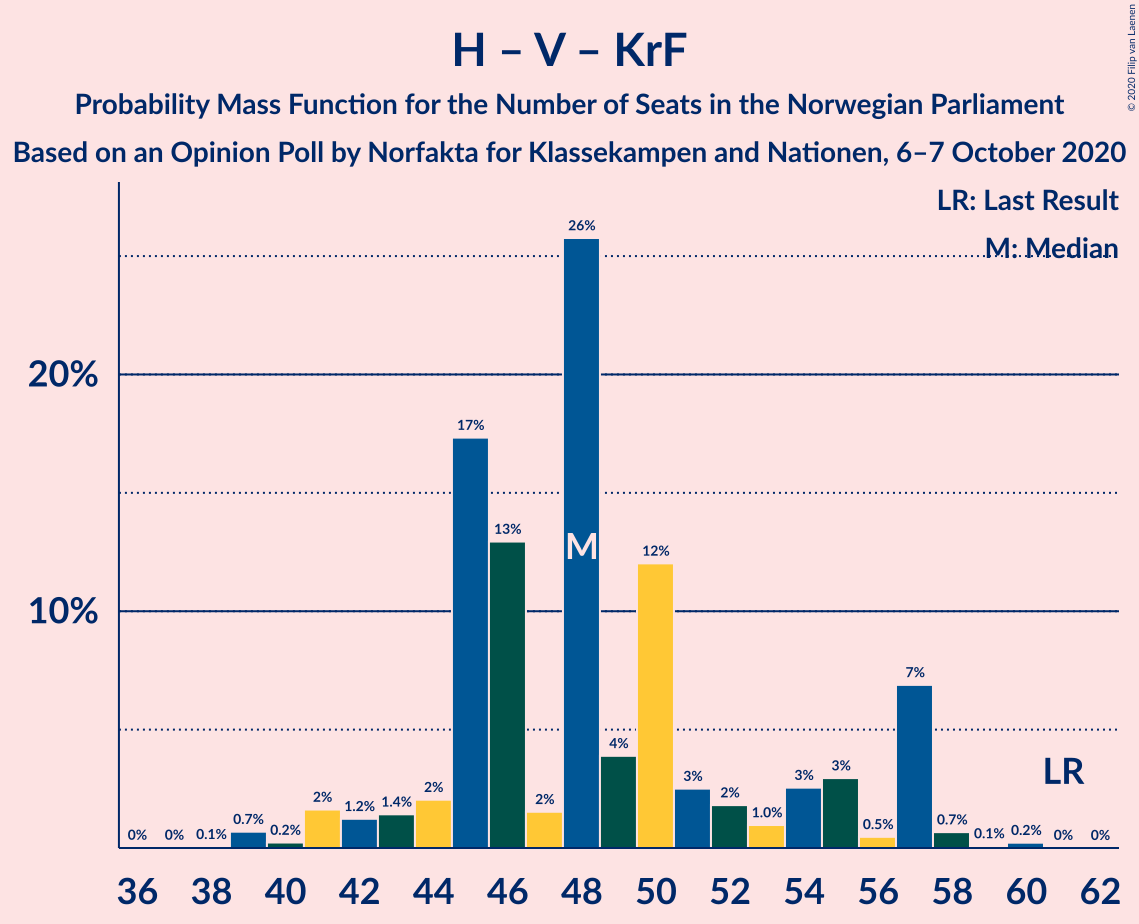 H – V – KrF
Probability Mass Function for the Number of Seats in the Norwegian Parliament
Based on an Opinion Poll by Norfakta for Klassekampen and Nationen, 6–7 October 2020
© 2020 Filip van Laenen
LR: Last Result
M: Median
20%
10%
0% 0% 0.1% 0.7% 0.2% 2% 1.2% 1.4% 2% 17% 13% 2% 26% 4% 12% 3% 2% 1.0% 3% 3% 0.5% 7% 0.7% 0.1% 0.2% 0% 0%
M
LR
36 38 40 42 44 46 48 50 52 54 56 58 60 62